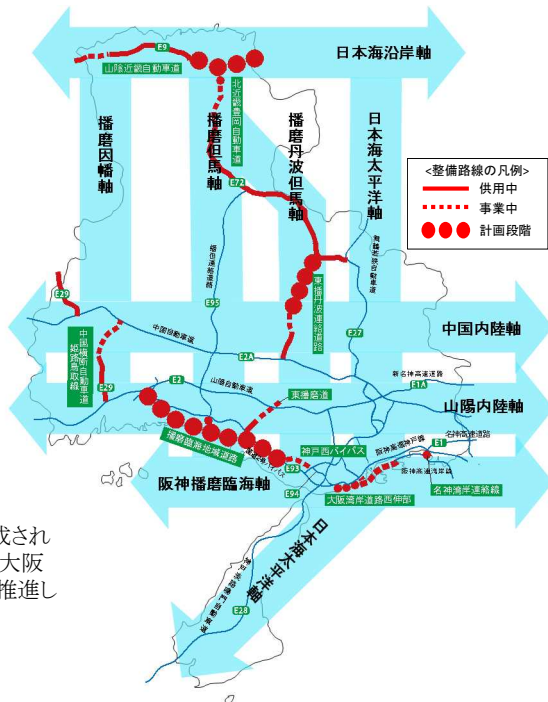 日本海沿岸軸
E9
山陰近畿自動車道
北近畿豊岡自動車道
播磨因幡軸
播磨但馬軸
播磨丹波但馬軸
日本海太平洋軸
<整備路線の凡例>
供用中
事業中
計画段階
E72
舞鶴若狭自動車道
播但連絡道路
東播丹波連絡道路
E29
E95
中国内陸軸
中国横断自動車道
姫路鳥取線
中国自動車道
E2A
E27
新名神高速道路
E1A
E29
E2
山陽自動車道
東播磨道
山陽内陸軸
播磨臨海地域道路
神戸西バイパス
阪神高速神戸線
E1
名神高速道路
E93
阪神高速湾岸線
阪神播磨臨海軸
E94
名神湾岸連絡線
大阪湾岸道路西伸部
成され
大阪
推進し
日本海太平洋軸
神戸淡路鳴門自動車道
E28